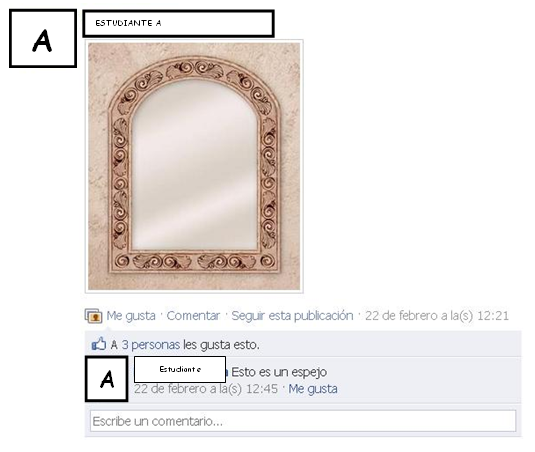 A
ESTUDIANTE A
Me gusta · Comentar · Seguir esta publicación · 22 de febrero a la(s) 12:21
A 3 personas les gusta esto.
A
Estudiante
Esto es un espejo
22 de febrero a la(s) 12:45 · Me gusta
Escribe un comentario...